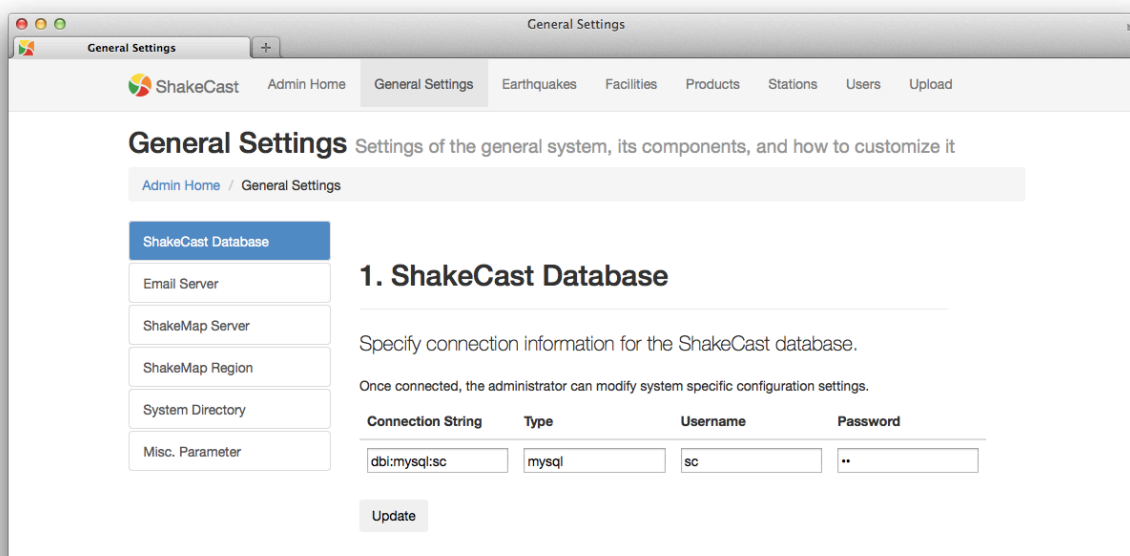 General Settings
General Settings
+
ShakeCast Admin Home General Settings Earthquakes Facilities Products Stations Users Upload
General Settings Settings of the general system, its components, and how to customize it
Admin Home / General Settings
ShakeCast Database
Email Server
ShakeMap Server
ShakeMap Region
System Directory
Misc. Parameter
1. ShakeCast Database
Specify connection information for the ShakeCast database.
Once connected, the administrator can modify system specific configuration settings.
Connection String Type Username Password
dbi:mysql:sc mysql sc ••
Update